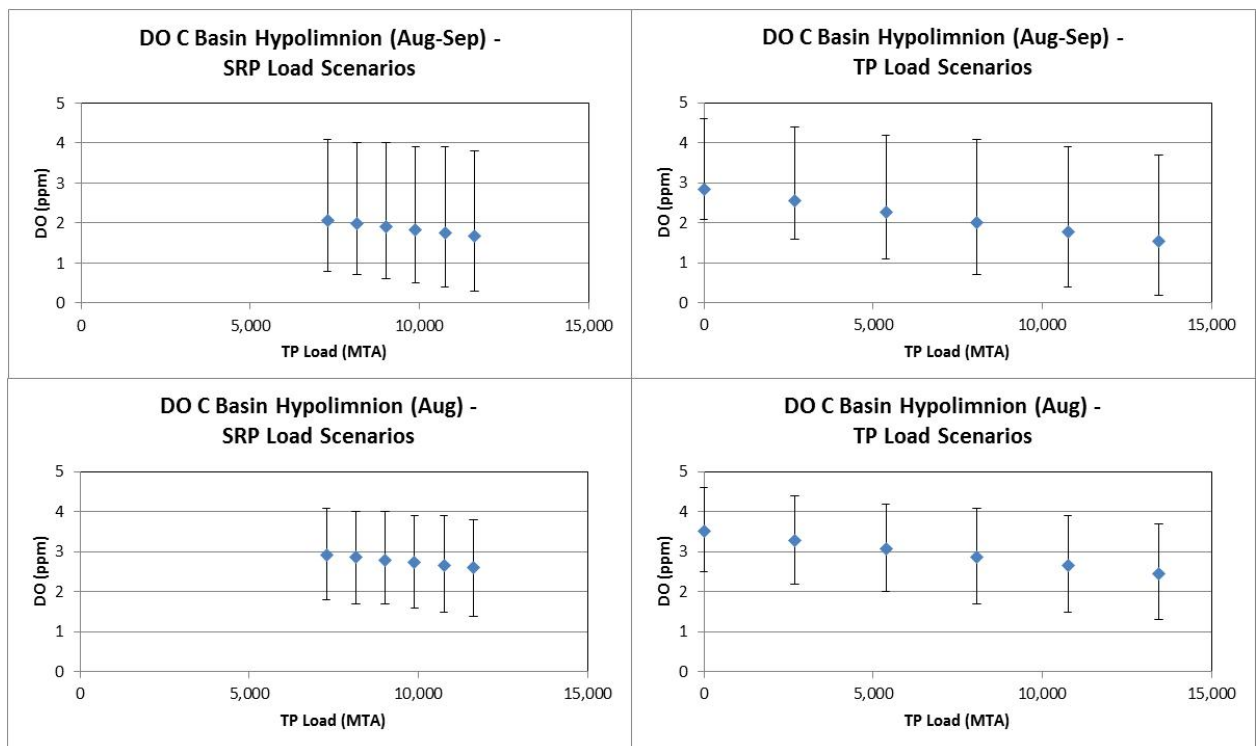 DO C Basin Hypolimnion (Aug-Sep) -
SRP Load Scenarios
5
4
3
2
1
0
DO (ppm)
0 5,000 10,000 15,000
TP Load (MTA)
DO C Basin Hypolimnion (Aug-Sep) -
TP Load Scenarios
5
4
3
2
1
0
DO (ppm)
0 5,000 10,000 15,000
TP Load (MTA)
DO C Basin Hypolimnion (Aug) -
SRP Load Scenarios
5
4
3
2
1
0
DO (ppm)
0 5,000 10,000 15,000
TP Load (MTA)
DO C Basin Hypolimnion (Aug) -
TP Load Scenarios
5
4
3
2
1
0
DO (ppm)
0 5,000 10,000 15,000
TP Load (MTA)